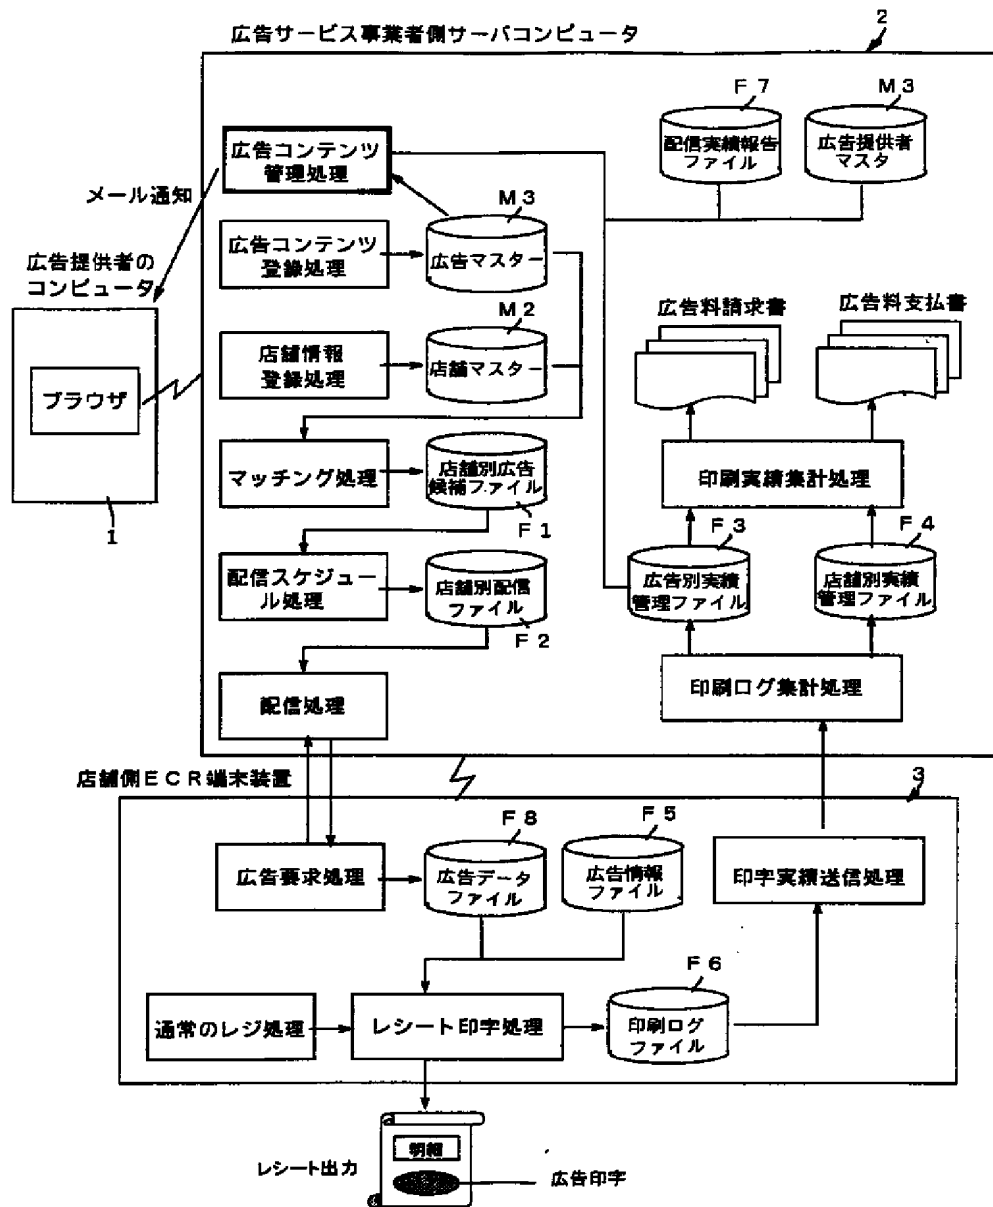 広告サービス事業者側サーバコンピュータ
2
F7
M3
配信実績報告
ファイル
広告提供者
マスタ
広告コンテンツ
管理処理
メール通知
M3
広告コンテンツ
登録処理
広告マスター
広告提供者の
コンピュータ
ブラウザ
1
M2
店舗情報
登録処理
店舗マスター
広告料請求書
広告料支払書
マッチング処理
店舗別広告
候補ファイル
F1
印刷実績集計処理
F3
F4
配信スケジュー
ル処理
店舗別配信
ファイル
F2
広告別実績
管理ファイル
店舗別実績
管理ファイル
配信処理
印刷ログ集計処理
店舗側ECR端末装置
3
F8
F5
広告要求処理
広告データ
ファイル
広告情報
ファイル
印字実績送信処理
F6
通常のレジ処理
レシート印字処理
印刷ログ
ファイル
レシート出力
明細
広告印字